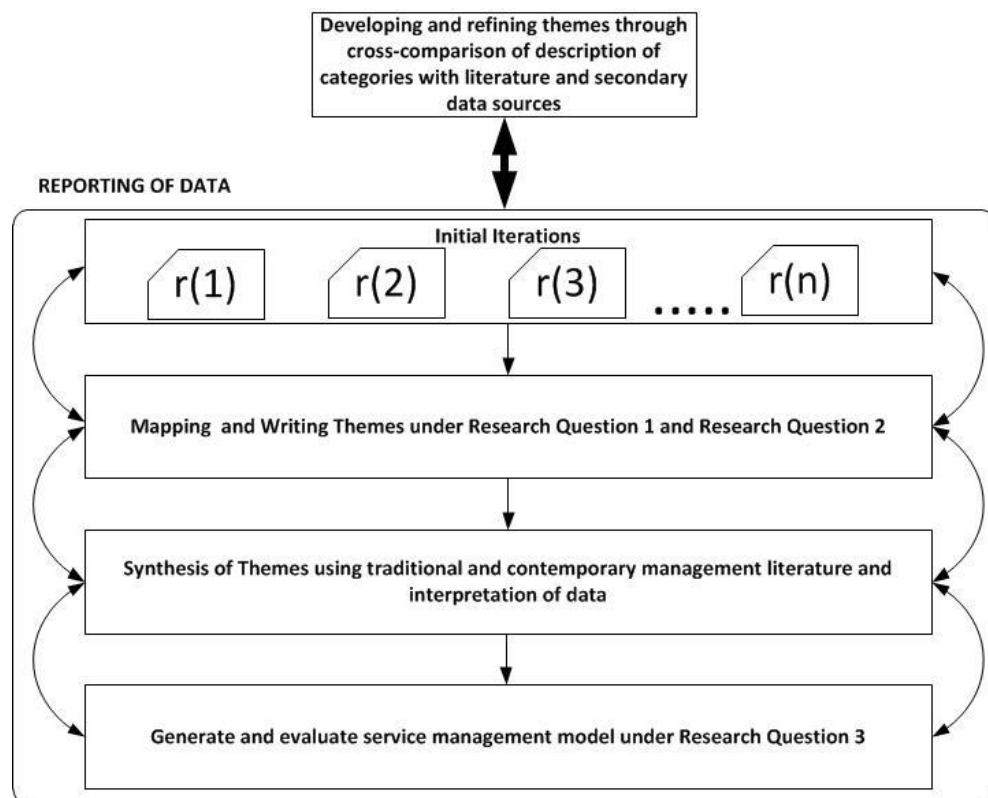 Developing and refining themes through
cross-comparison of description of
categories with literature and secondary
data sources
REPORTING OF DATA
Initial Iterations
r(1) r(2) r(3) ..... r(n)
Mapping and Writing Themes under Research Question 1 and Research Question 2
Synthesis of Themes using traditional and contemporary management literature and
interpretation of data
Generate and evaluate service management model under Research Question 3